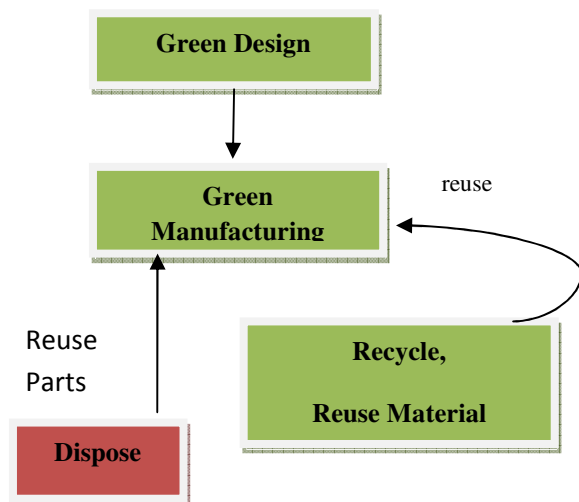 Green Design
Green
Manufacturing
reuse
Reuse
Parts
Recycle,
Reuse Material
Dispose